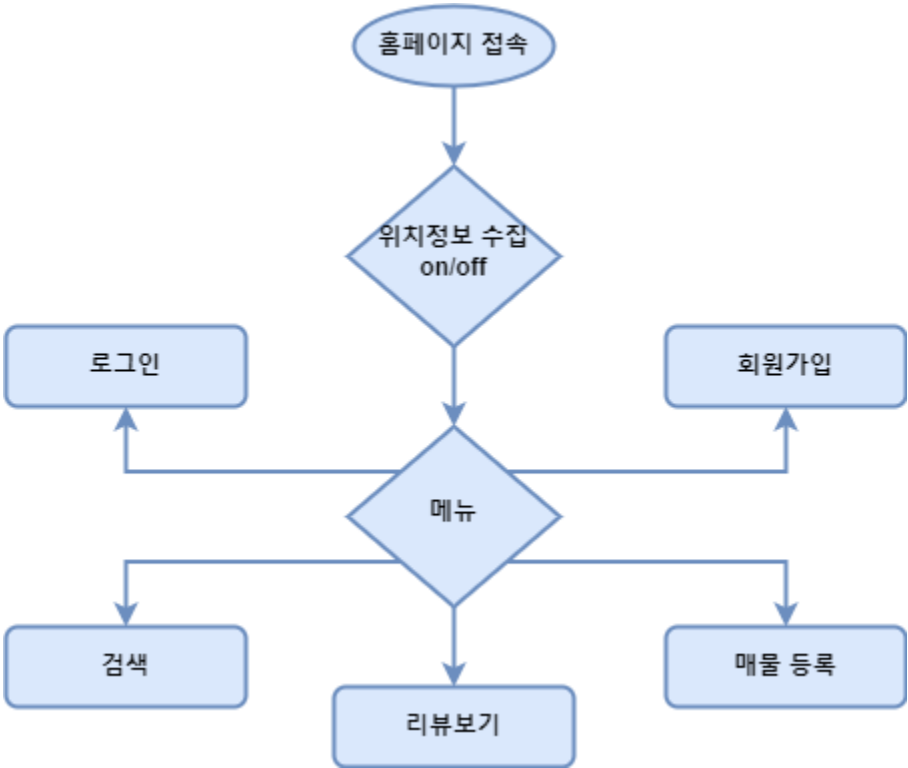 홈페이지 접속
위치정보 수집
on/off
로그인
회원가입
메뉴
검색
매물 등록
리뷰보기